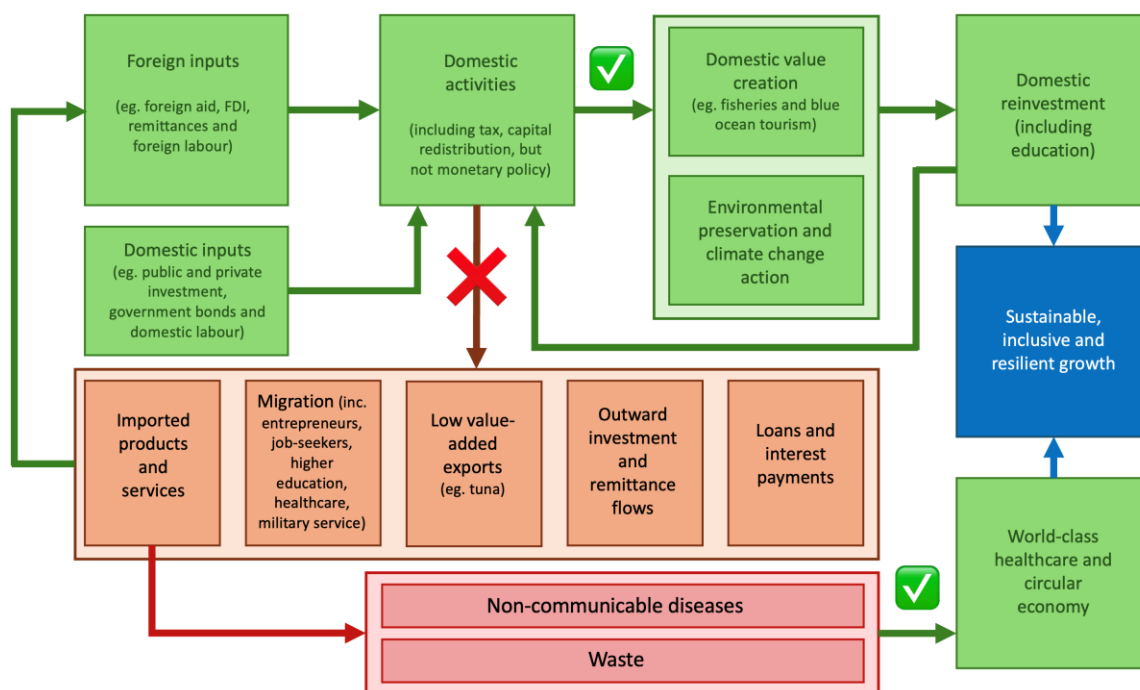 Foreign inputs
(eg. foreign aid, FDI,
remittances and
foreign labour)
Domestic
activities
(including tax, capital
redistribution, but
not monetary policy)
Domestic value
creation
(eg. fisheries and blue
ocean tourism)
Environmental
preservation and
climate change
action
Domestic
reinvestment
(including
education)
Domestic inputs
(eg. public and private
investment,
government bonds and
domestic labour)
Sustainable,
inclusive and
resilient growth
Imported
products
and
services
Migration (inc.
entrepreneurs,
job-seekers,
higher
education,
healthcare,
military service)
Low value-
added
exports
(eg. tuna)
Outward
investment
and
remittance
flows
Loans and
interest
payments
World-class
healthcare and
circular
economy
Non-communicable diseases
Waste